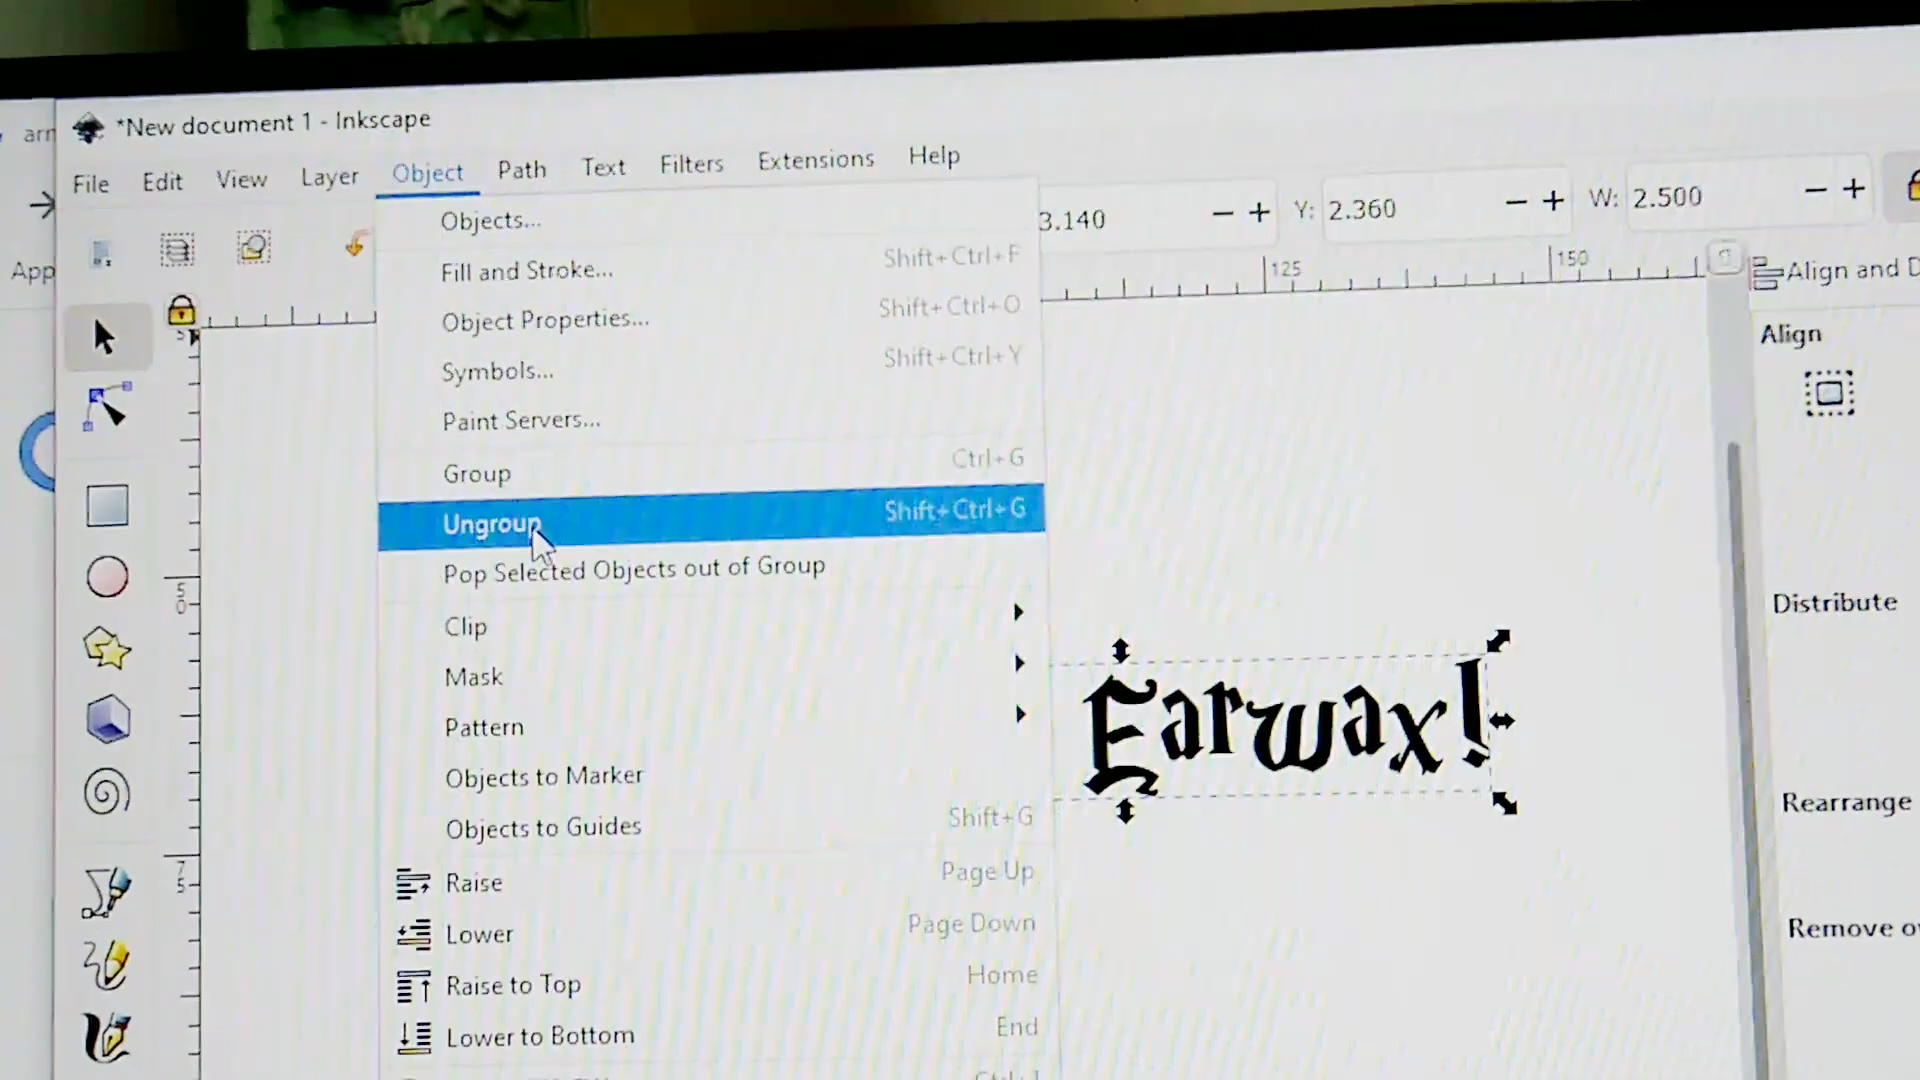 *New document 1 - Inkscape
File Edit View Layer Object Path Text Filters Extensions Help
3.140 Y: 2.360 W: 2.500
App
125 150
Objects...
Fill and Stroke... Shift+Ctrl+F
Object Properties... Shift+Ctrl+O
Symbols... Shift+Ctrl+Y
Paint Servers...
Group Ctrl+G
Ungroup Shift+Ctrl+G
Pop Selected Objects out of Group
Clip
Mask
Pattern
Objects to Marker
Objects to Guides Shift+G
Raise Page Up
Lower Page Down
Raise to Top Home
Lower to Bottom End
50
75
Earwax!
Align and D
Align
Distribute
Rearrange
Remove ov